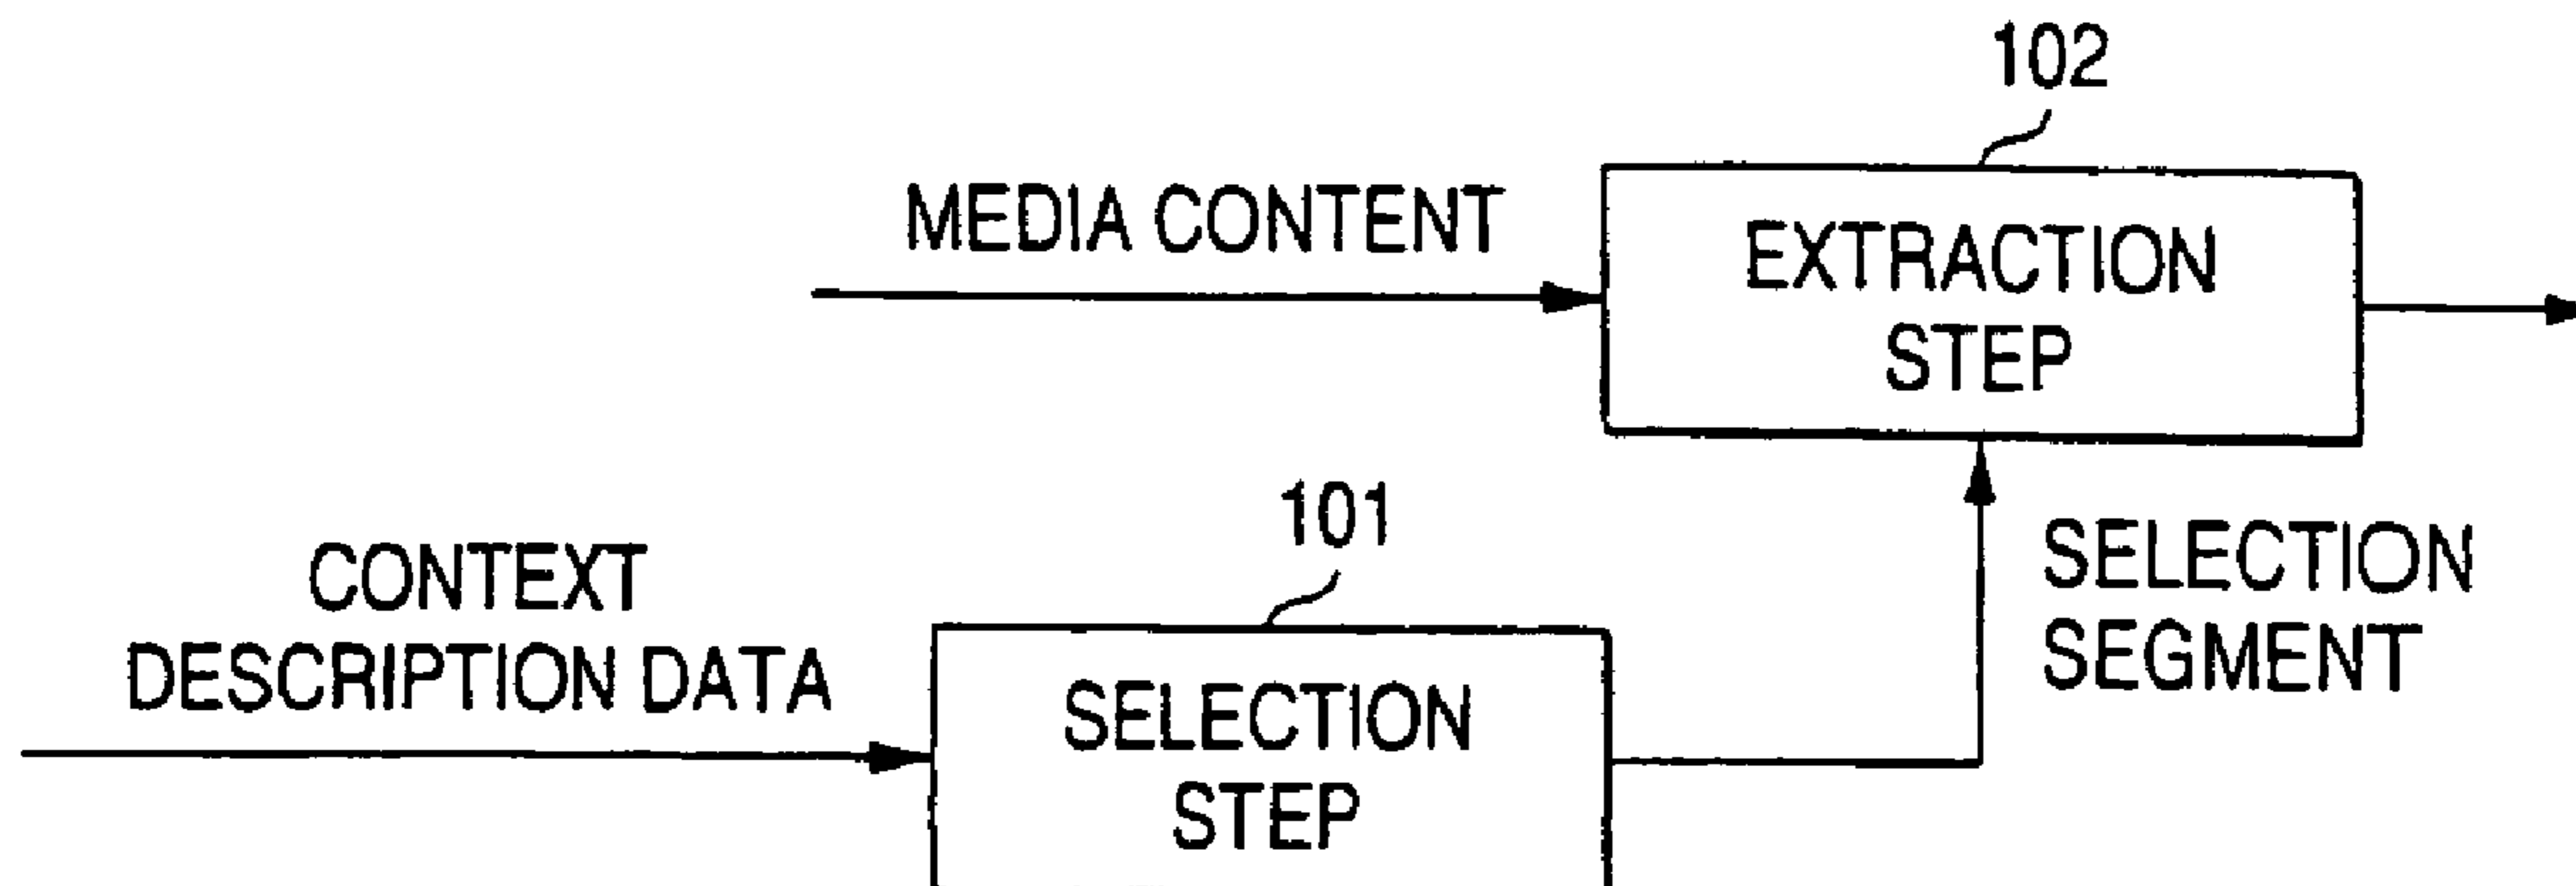 102
MEDIA CONTENT
EXTRACTION
STEP
101
CONTEXT
DESCRIPTION DATA
SELECTION
STEP
SELECTION
SEGMENT